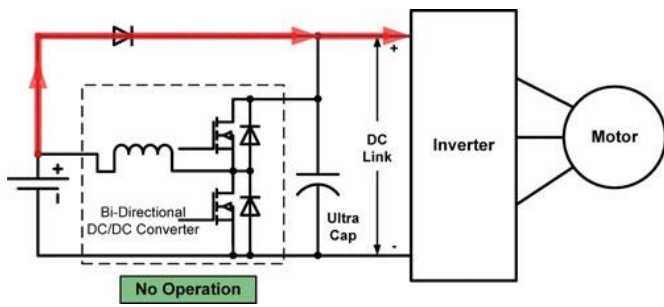 +
DC
Link
-
Inverter
Motor
+
-
Bi-Directional
DC/DC Converter
Ultra
Cap
No Operation